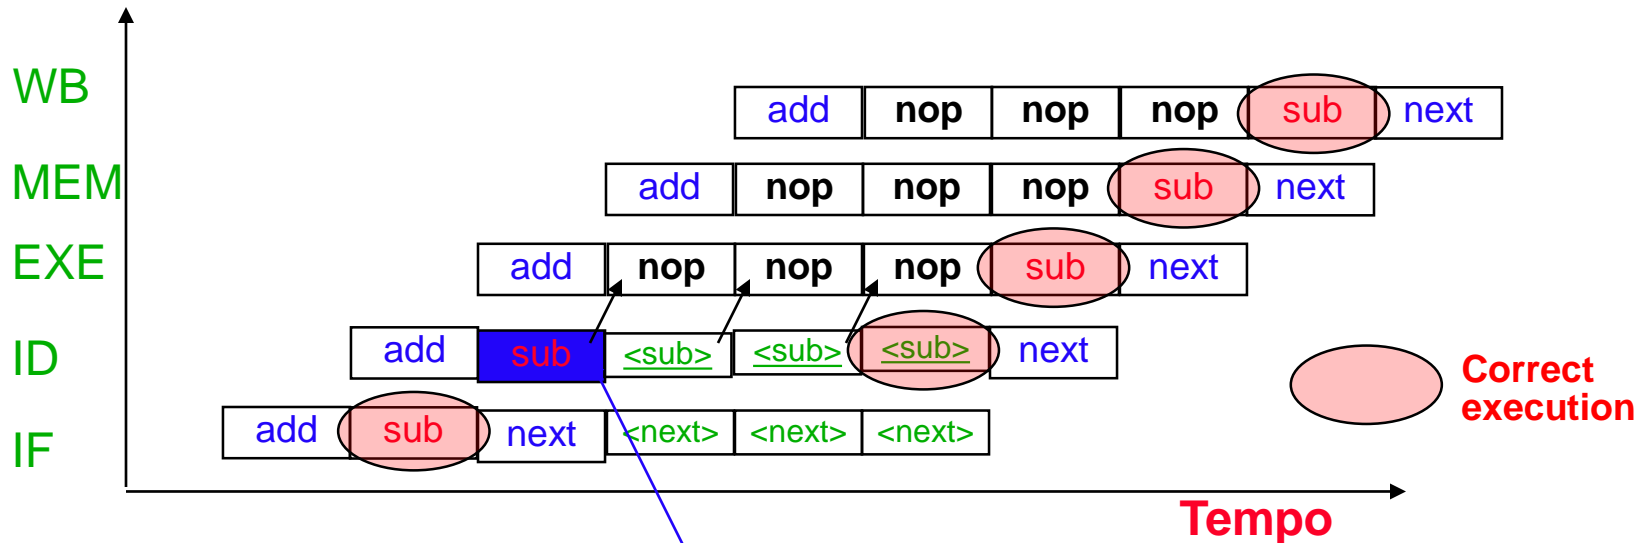 WB add nop nop nop sub next
MEM add nop nop nop sub next
EXE add nop nop nop sub next
ID add sub <sub> <sub> <sub> next
IF add sub next <next> <next> <next>
Correct
execution
Tempo